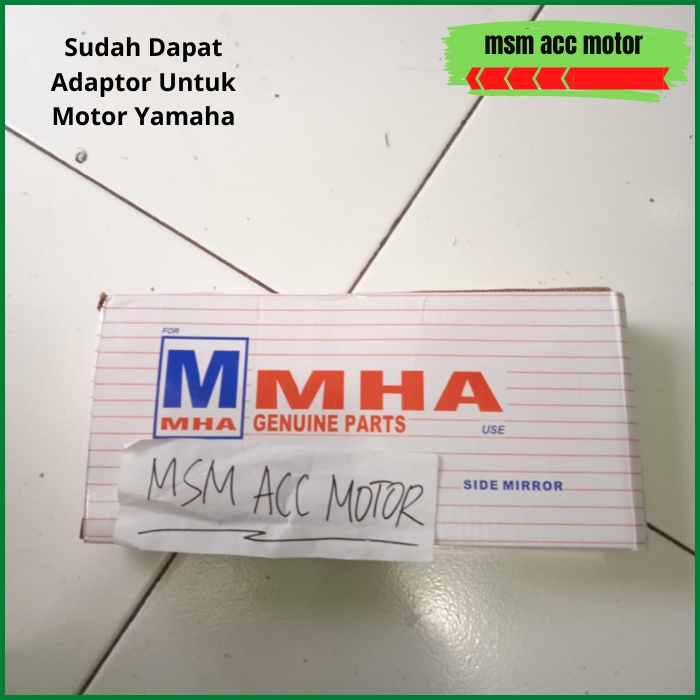 Sudah Dapat
Adaptor Untuk
Motor Yamaha
msm acc motor
FOR
M
MHA
MHA
GENUINE PARTS
USE
SIDE MIRROR
MSM ACC MOTOR